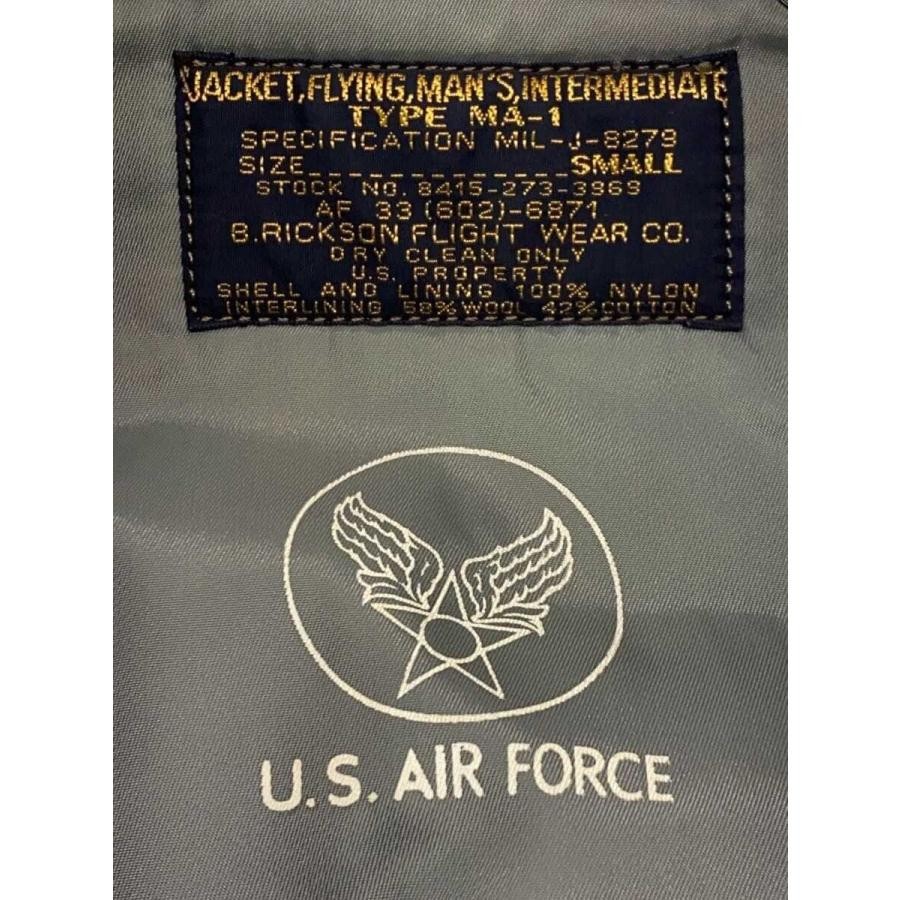 JACKET,FLYING,MAN'S,INTERMEDIATE
TYPE MA-1
SPECIFICATION MIL-J-8279
SIZE______________SMALL
STOCK NO. 8415-273-3969
AF 33 (602)-6871
B.RICKSON FLIGHT WEAR CO.
DRY CLEAN ONLY
U.S. PROPERTY
SHELL AND LINING 100% NYLON
INTERLINING 58%WOOL 42%COTTON
U.S. AIR FORCE